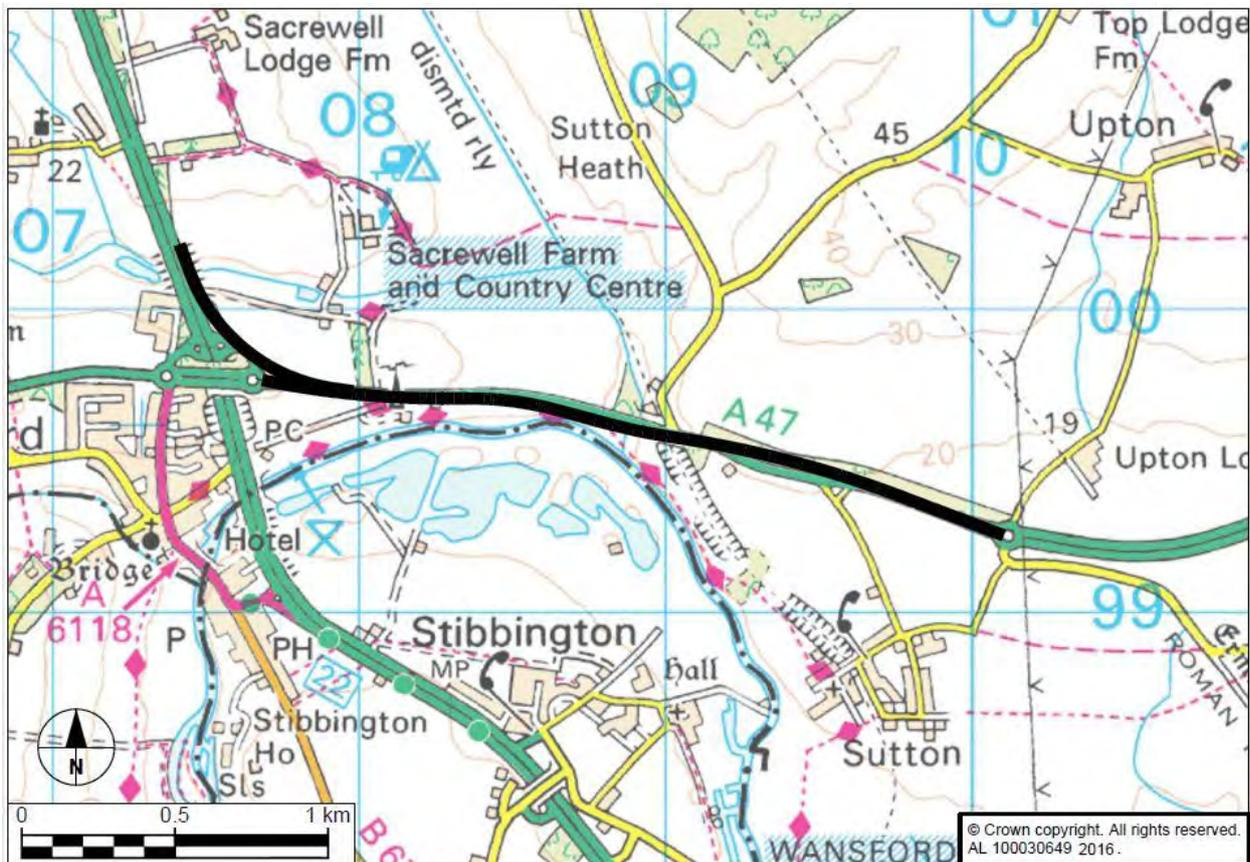 Sacrewell
Lodge Fm
dismtd rly
08
09
Top Lodge
Fm
Upton
Sutton
Heath
45
10
22
07
Sacrewell Farm
and Country Centre
40
00
30
A 47
19
20
Upton Lo
PC
d
Hotel
Bridge
A
6118
99
P
PH
22
Stibbington
MP
Hall
ROMAN
Stibbington
Ho
Sls
Sutton
N
0 0.5 1 km
B 6
WANSFORD
© Crown copyright. All rights reserved.
AL 100030649 2016.